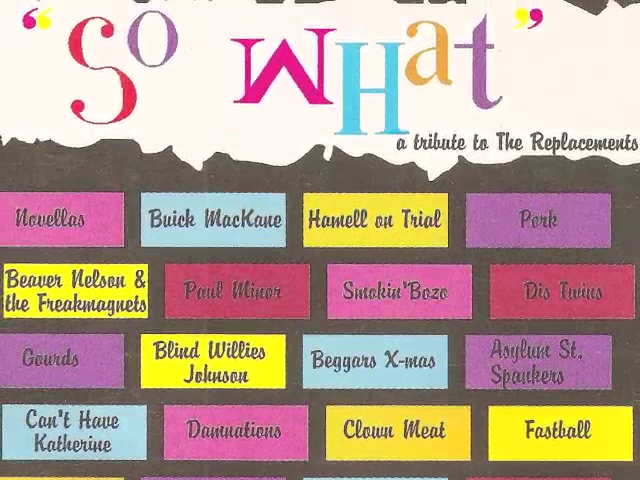 "So What"
a tribute to The Replacements
Novellas
Buick MacKane
Hamell on Trial
Pork
Beaver Nelson &
the Freakmagnets
Paul Minor
Smokin'Bozo
Dis Twins
Gourds
Blind Willies
Johnson
Beggars X-mas
Asylum St.
Spankers
Can't Have
Katherine
Damnations
Clown Meat
Fastball